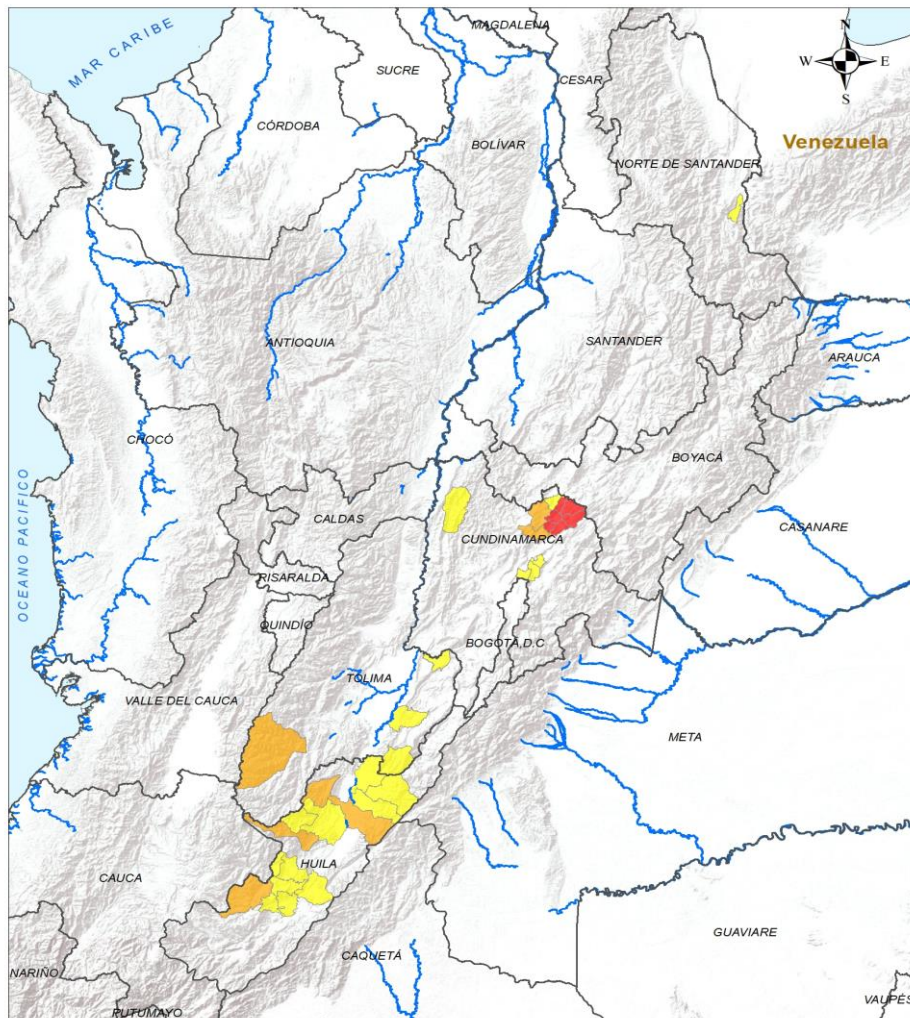 MAGDALENA
MAR CARIBE
N
W
E
S
SUCRE
CESAR
CÓRDOBA
BOLÍVAR
Venezuela
NORTE DE SANTANDER
ANTIOQUIA
SANTANDER
ARAUCA
CHOCÓ
BOYACÁ
OCEANO PACIFICO
CALDAS
CASANARE
CUNDINAMARCA
RISARALDA
QUINDÍO
BOGOTÁ, D.C
TOLIMA
VALLE DEL CAUCA
META
HUILA
CAUCA
GUAVIARE
CAQUETÁ
NARIÑO
VAUPÉS
PUTUMAYO